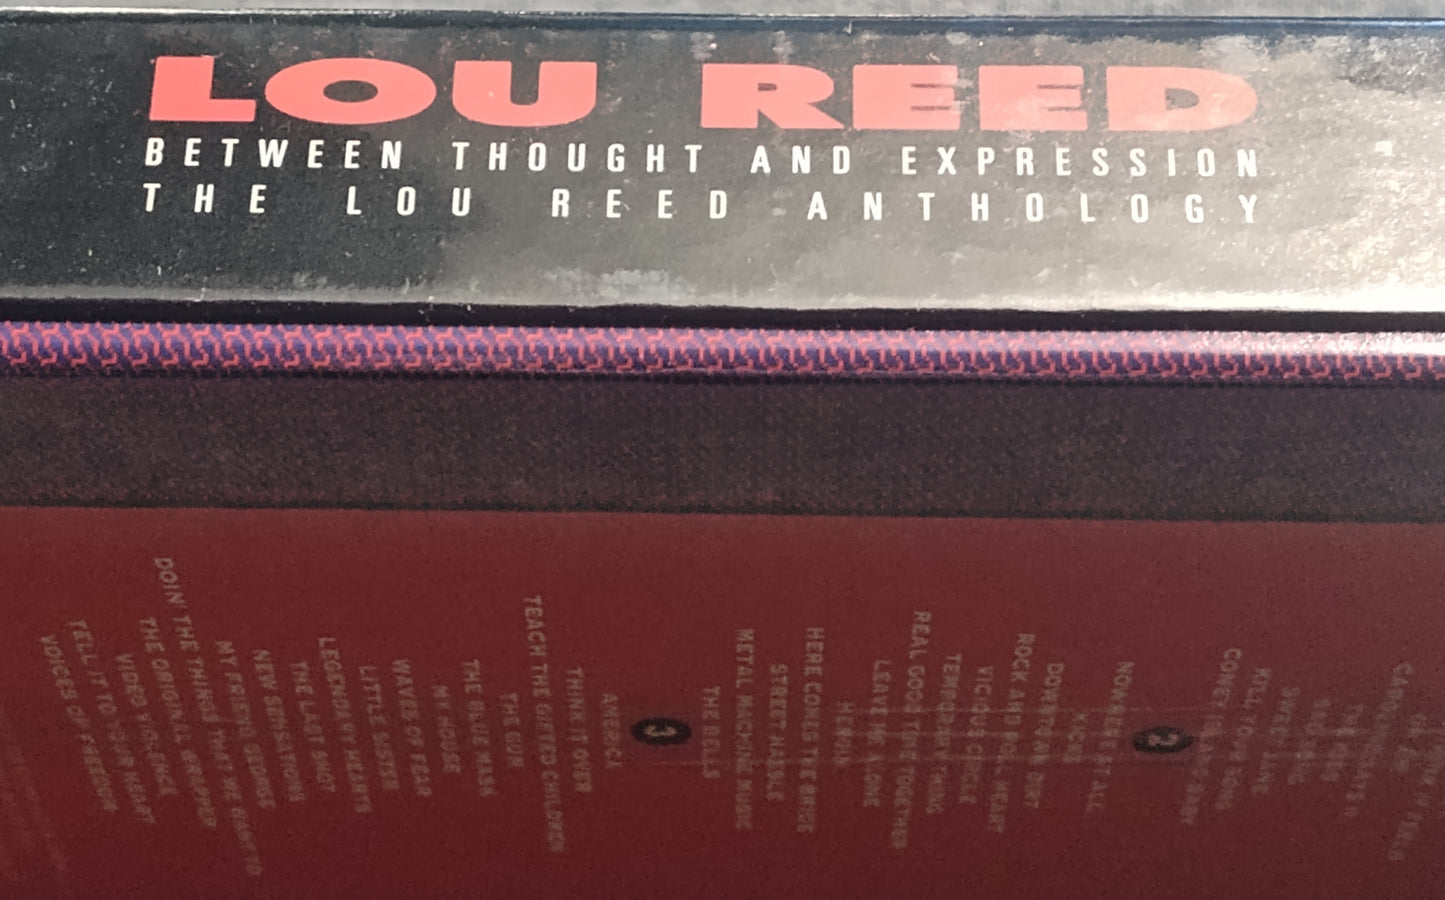 LOU REED
BETWEEN THOUGHT AND EXPRESSION
THE LOU REED ANTHOLOGY
KILL YOUR SONS
CONEY ISLAND BABY
2
NOWHERE AT ALL
KICKS
DOWNTOWN DIRT
ROCK AND ROLL HEART
VICIOUS CIRCLE
TEMPORARY THING
REAL GOOD TIME TOGETHER
LEAVE ME ALONE
HEROIN
HERE COMES THE BRIDE
STREET HASSLE
METAL MACHINE MUSIC
THE BELLS
3
AMERICA
THINK IT OVER
TEACH THE GIFTED CHILDREN
THE GUN
THE BLUE MASK
MY HOUSE
WAVES OF FEAR
LITTLE SISTER
LEGENDARY HEARTS
THE LAST SHOT
NEW SENSATIONS
MY FRIEND GEORGE
DOIN' THE THINGS THAT WE WANT TO
THE ORIGINAL WRAPPER
VIDEO VIOLENCE
TELL IT TO YOUR HEART
VOICES OF FREEDOM